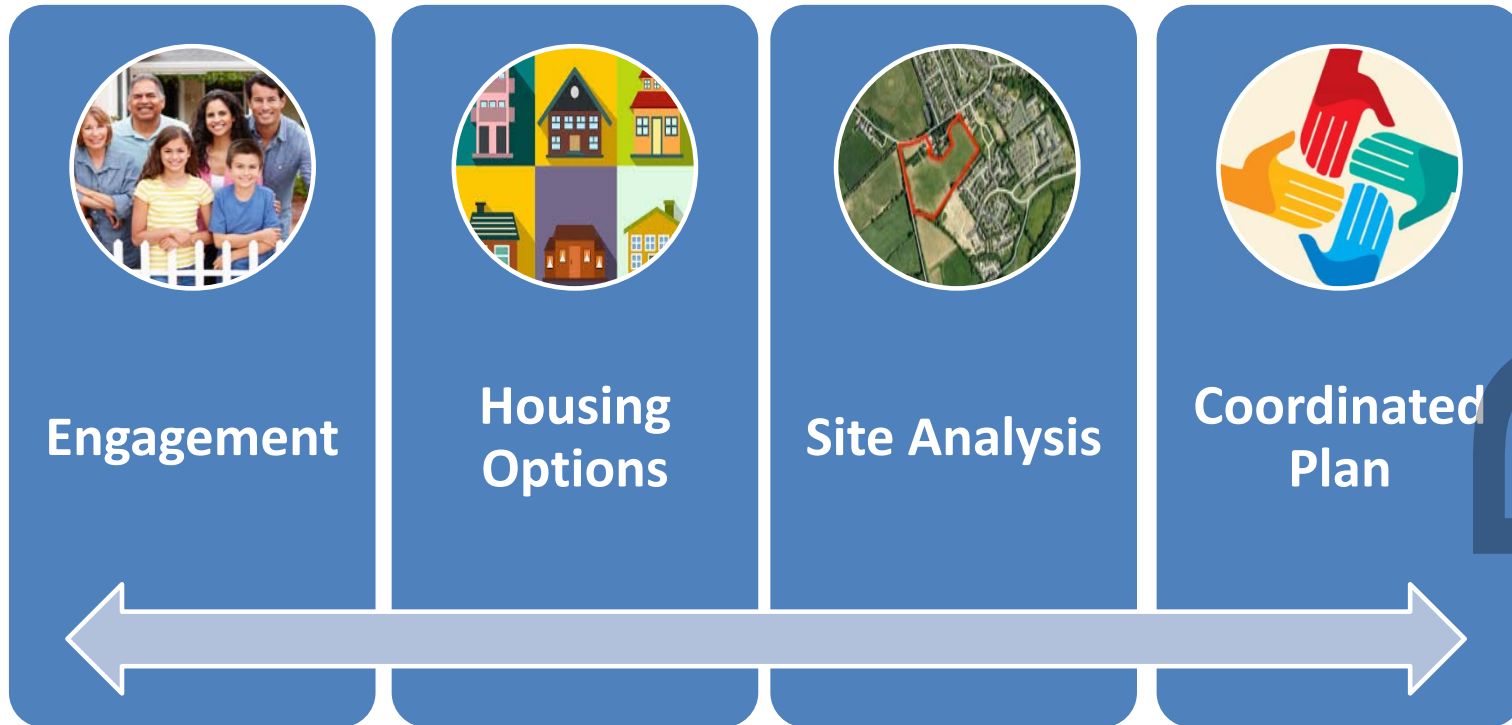 Engagement
Housing
Options
Site Analysis
Coordinated
Plan